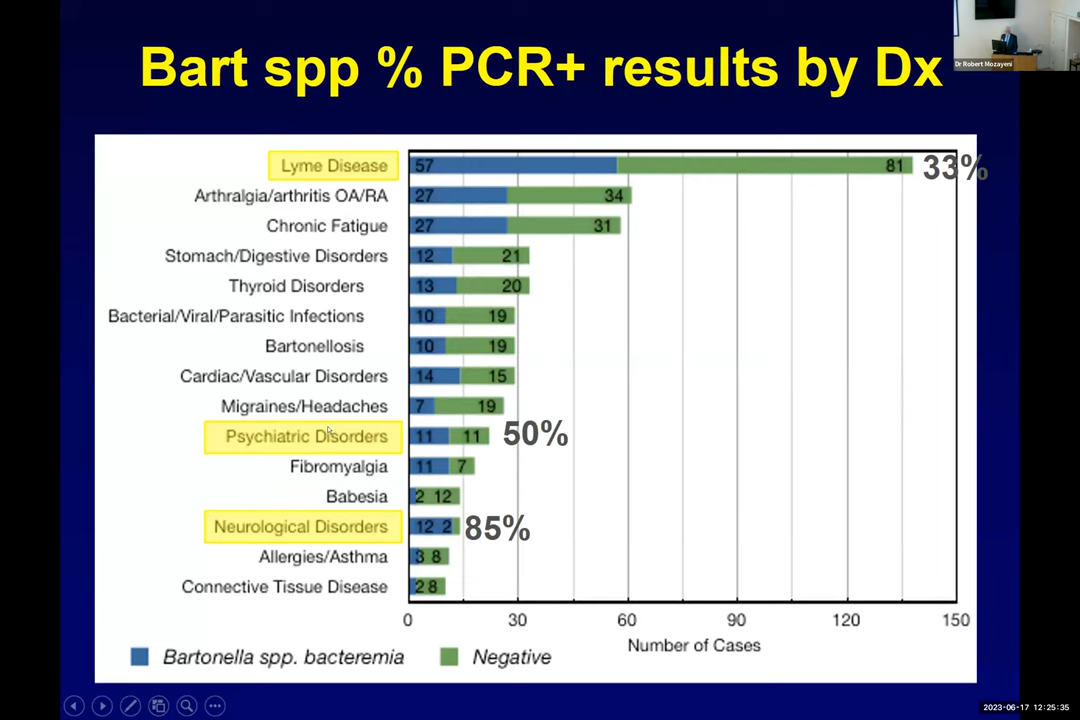 Bart spp % PCR+ results by Dx
Dr Robert Mozayeni
Lyme Disease 57 81 33%
Arthralgia/arthritis OA/RA 27 34
Chronic Fatigue 27 31
Stomach/Digestive Disorders 12 21
Thyroid Disorders 13 20
Bacterial/Viral/Parasitic Infections 10 19
Bartonellosis 10 19
Cardiac/Vascular Disorders 14 15
Migraines/Headaches 7 19
Psychiatric Disorders 11 11 50%
Fibromyalgia 11 7
Babesia 2 12
Neurological Disorders 12 2 85%
Allergies/Asthma 3 8
Connective Tissue Disease 2 8
0 30 60 90 120 150
Number of Cases
Bartonella spp. bacteremia Negative
2023-06-17 12:25:35